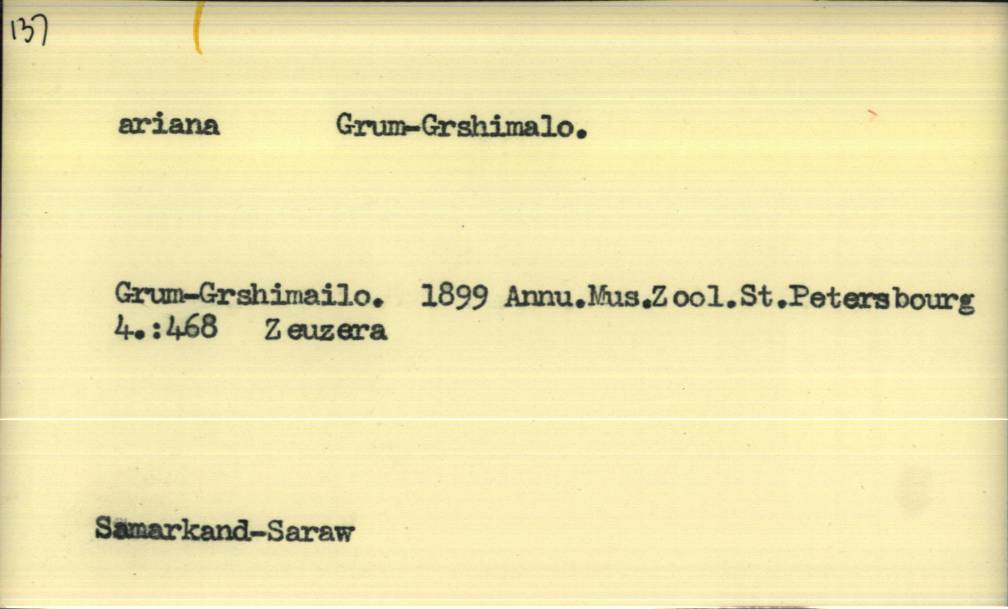 137
ariana Grum-Grshimalo.
Grum-Grshimailo. 1899 Annu.Mus.Zool.St.Petersbourg
4.:468 Zeuzera
Samarkand-Saraw